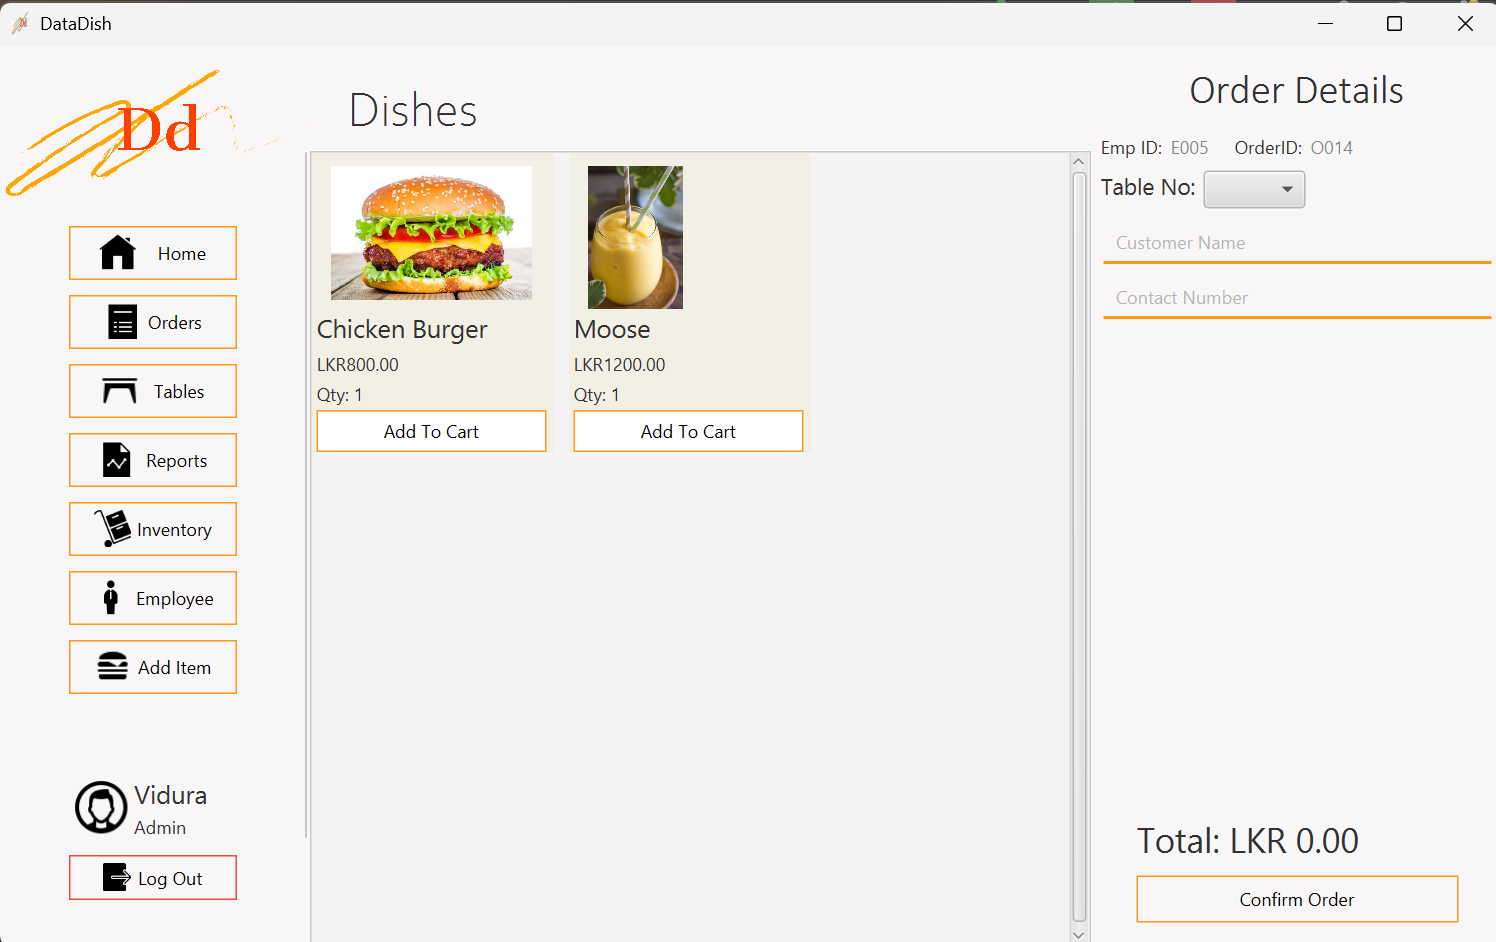 DataDish
Dd
Home
Orders
Tables
Reports
Inventory
Employee
Add Item
Vidura
Admin
Log Out
Dishes
Chicken Burger
LKR800.00
Qty: 1
Add To Cart
Moose
LKR1200.00
Qty: 1
Add To Cart
Order Details
Emp ID: E005 OrderID: O014
Table No:
Customer Name
Contact Number
Total: LKR 0.00
Confirm Order